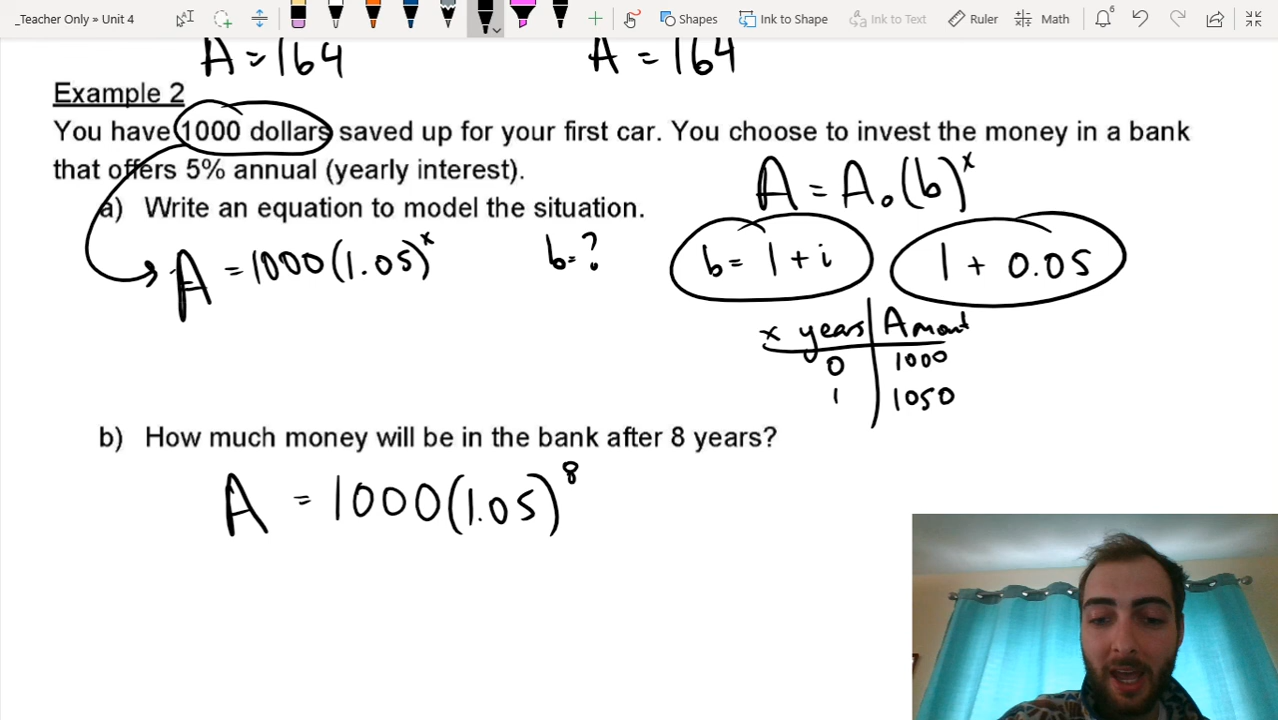 _Teacher Only » Unit 4
Shapes
Ink to Shape
Ink to Text
Ruler
Math
6
A = 164
A = 164
Example 2
You have 1000 dollars saved up for your first car. You choose to invest the money in a bank
that offers 5% annual (yearly interest).
A = A₀(b)ˣ
a) Write an equation to model the situation.
A = 1000(1.05)ˣ
b = ?
b = 1 + i
1 + 0.05
x years | Amount
0 | 1000
1 | 1050
b) How much money will be in the bank after 8 years?
A = 1000(1.05)⁸